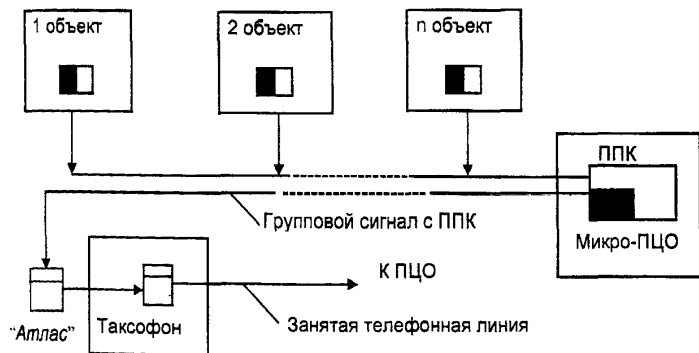 1 объект
2 объект
n объект
ППК
Групповой сигнал с ППК
Микро-ПЦО
К ПЦО
"Атлас"
Таксофон
Занятая телефонная линия